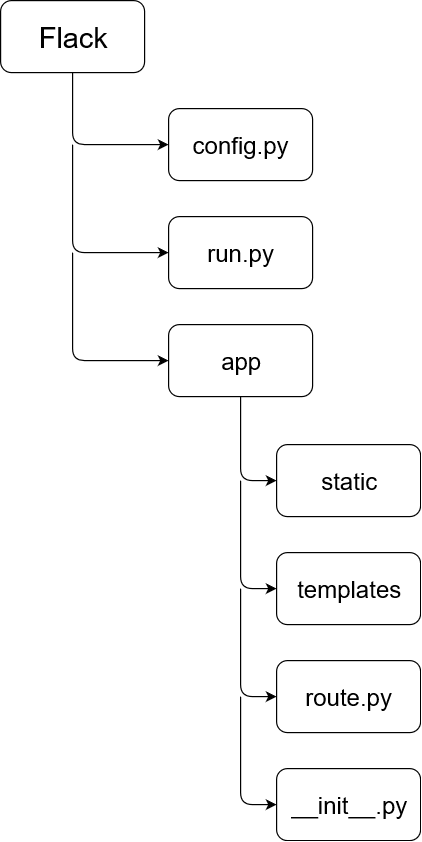 Flack
config.py
run.py
app
static
templates
route.py
__init__.py